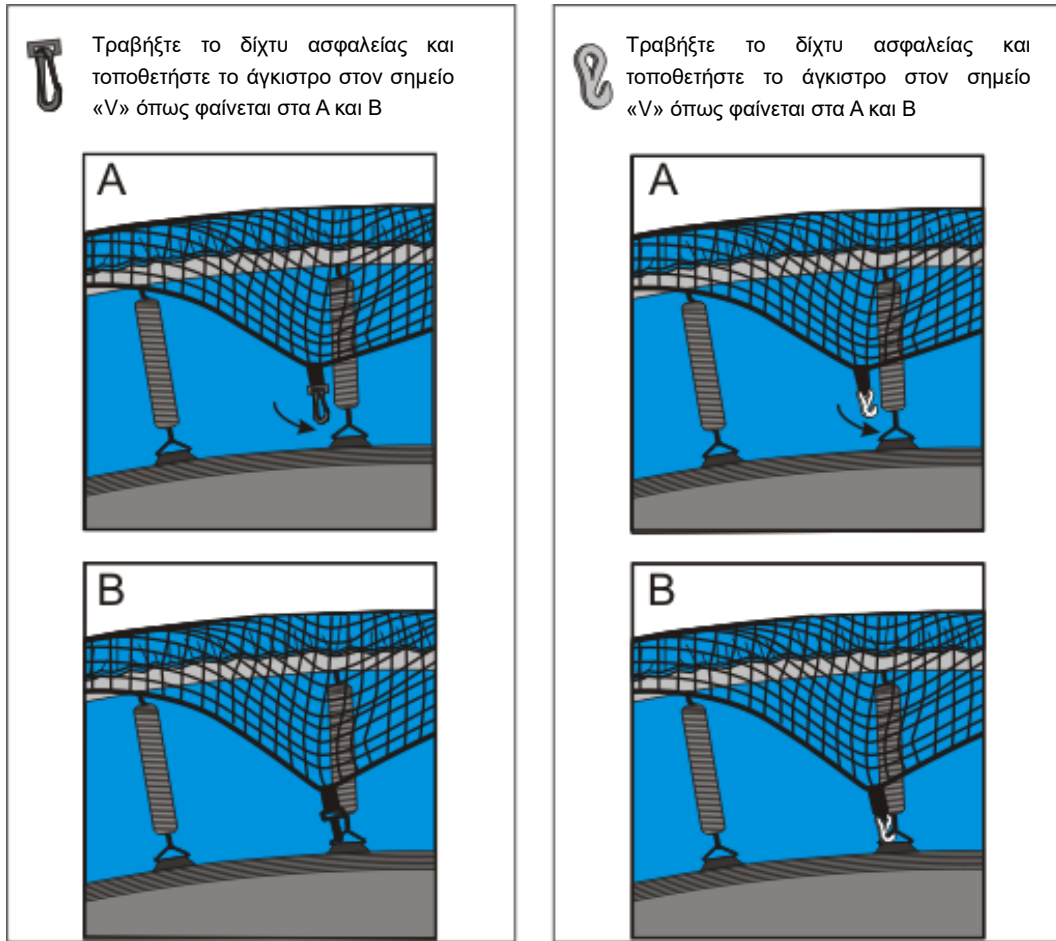 Τραβήξτε το δίχτυ ασφαλείας και
τοποθετήστε το άγκιστρο στον σημείο
«V» όπως φαίνεται στα A και B
A
B
Τραβήξτε το δίχτυ ασφαλείας και
τοποθετήστε το άγκιστρο στον σημείο
«V» όπως φαίνεται στα A και B
A
B